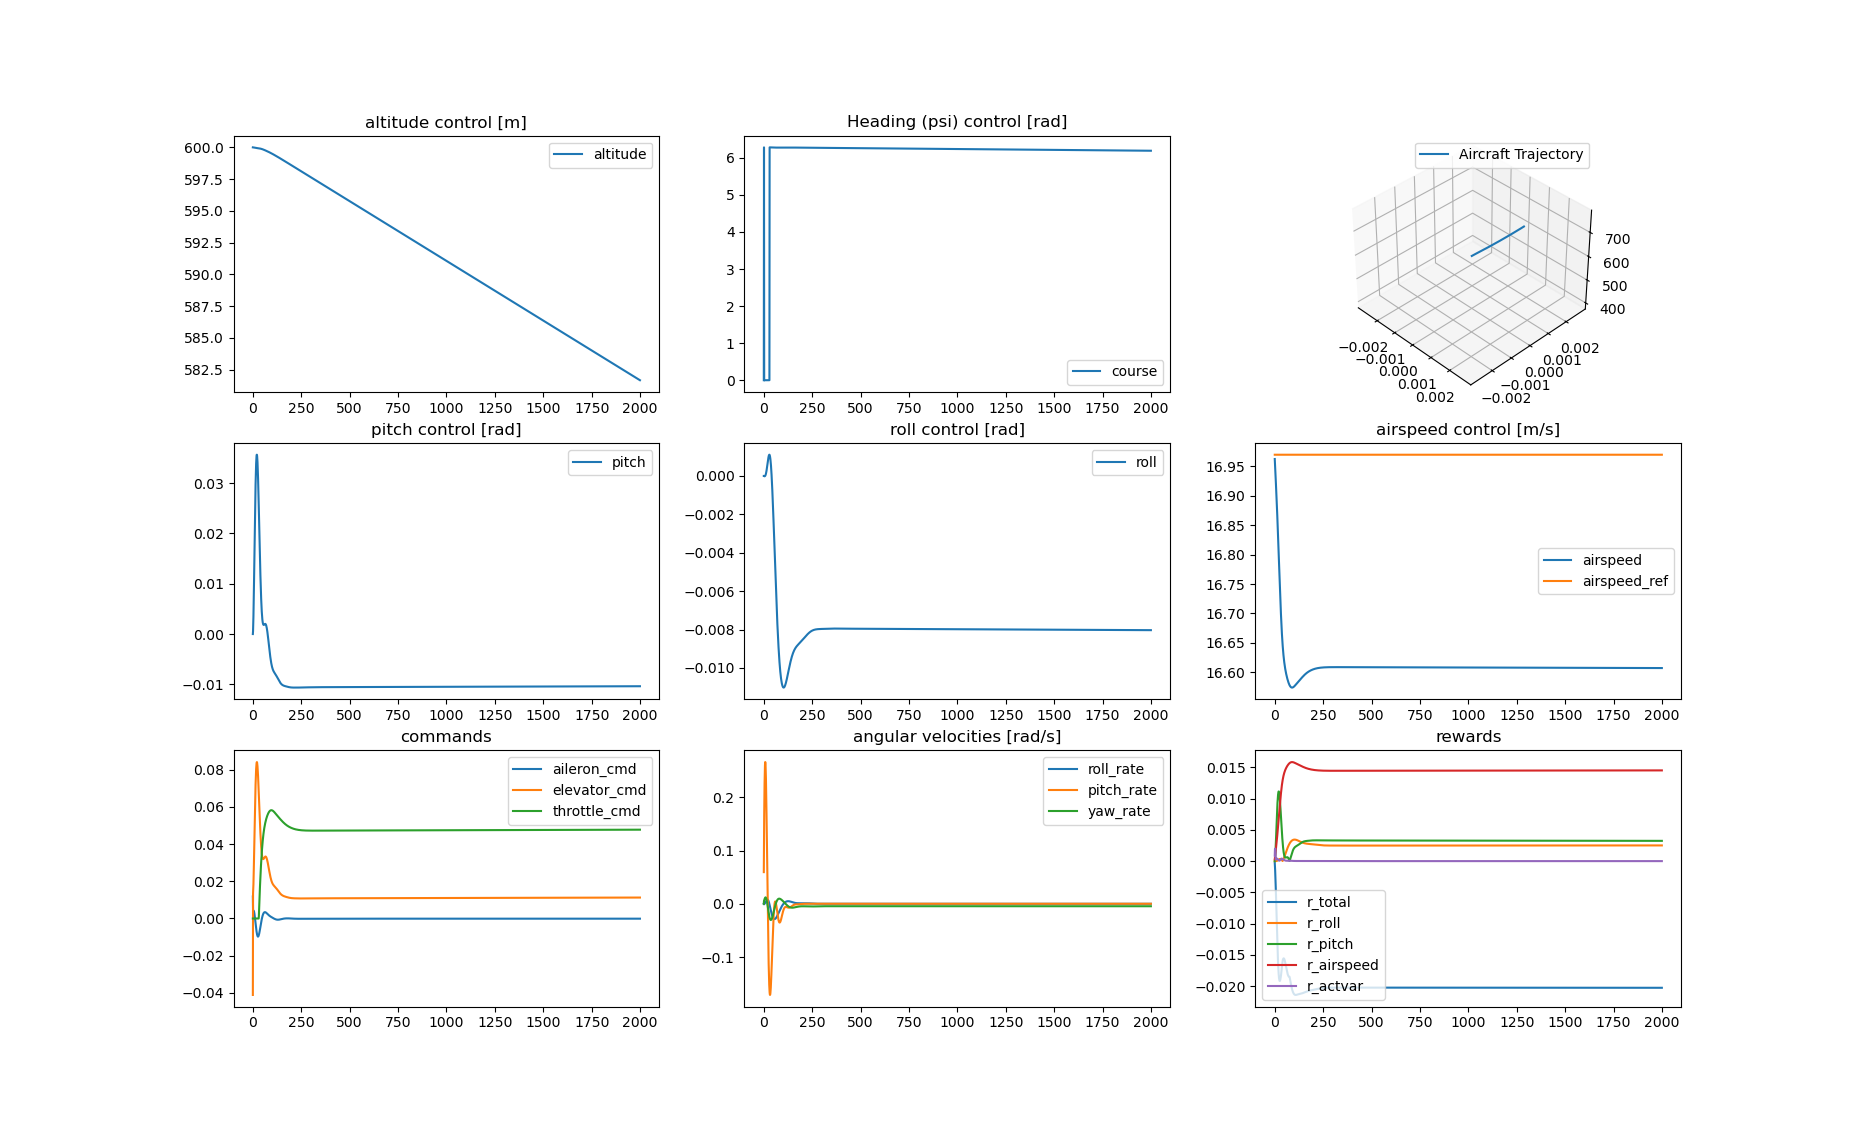 altitude control [m]
600.0
597.5
595.0
592.5
590.0
587.5
585.0
582.5
altitude
0 250 500 750 1000 1250 1500 1750 2000
Heading (psi) control [rad]
6
5
4
3
2
1
0
course
0 250 500 750 1000 1250 1500 1750 2000
Aircraft Trajectory
700
600
500
400
−0.002
−0.001
0.000
0.001
0.002
0.002
0.001
0.000
−0.001
−0.002
pitch control [rad]
0.03
0.02
0.01
0.00
−0.01
pitch
0 250 500 750 1000 1250 1500 1750 2000
roll control [rad]
0.000
−0.002
−0.004
−0.006
−0.008
−0.010
roll
0 250 500 750 1000 1250 1500 1750 2000
airspeed control [m/s]
16.95
16.90
16.85
16.80
16.75
16.70
16.65
16.60
airspeed
airspeed_ref
0 250 500 750 1000 1250 1500 1750 2000
commands
0.08
0.06
0.04
0.02
0.00
−0.02
−0.04
aileron_cmd
elevator_cmd
throttle_cmd
0 250 500 750 1000 1250 1500 1750 2000
angular velocities [rad/s]
0.2
0.1
0.0
−0.1
roll_rate
pitch_rate
yaw_rate
0 250 500 750 1000 1250 1500 1750 2000
rewards
0.015
0.010
0.005
0.000
−0.005
−0.010
−0.015
−0.020
r_total
r_roll
r_pitch
r_airspeed
r_actvar
0 250 500 750 1000 1250 1500 1750 2000